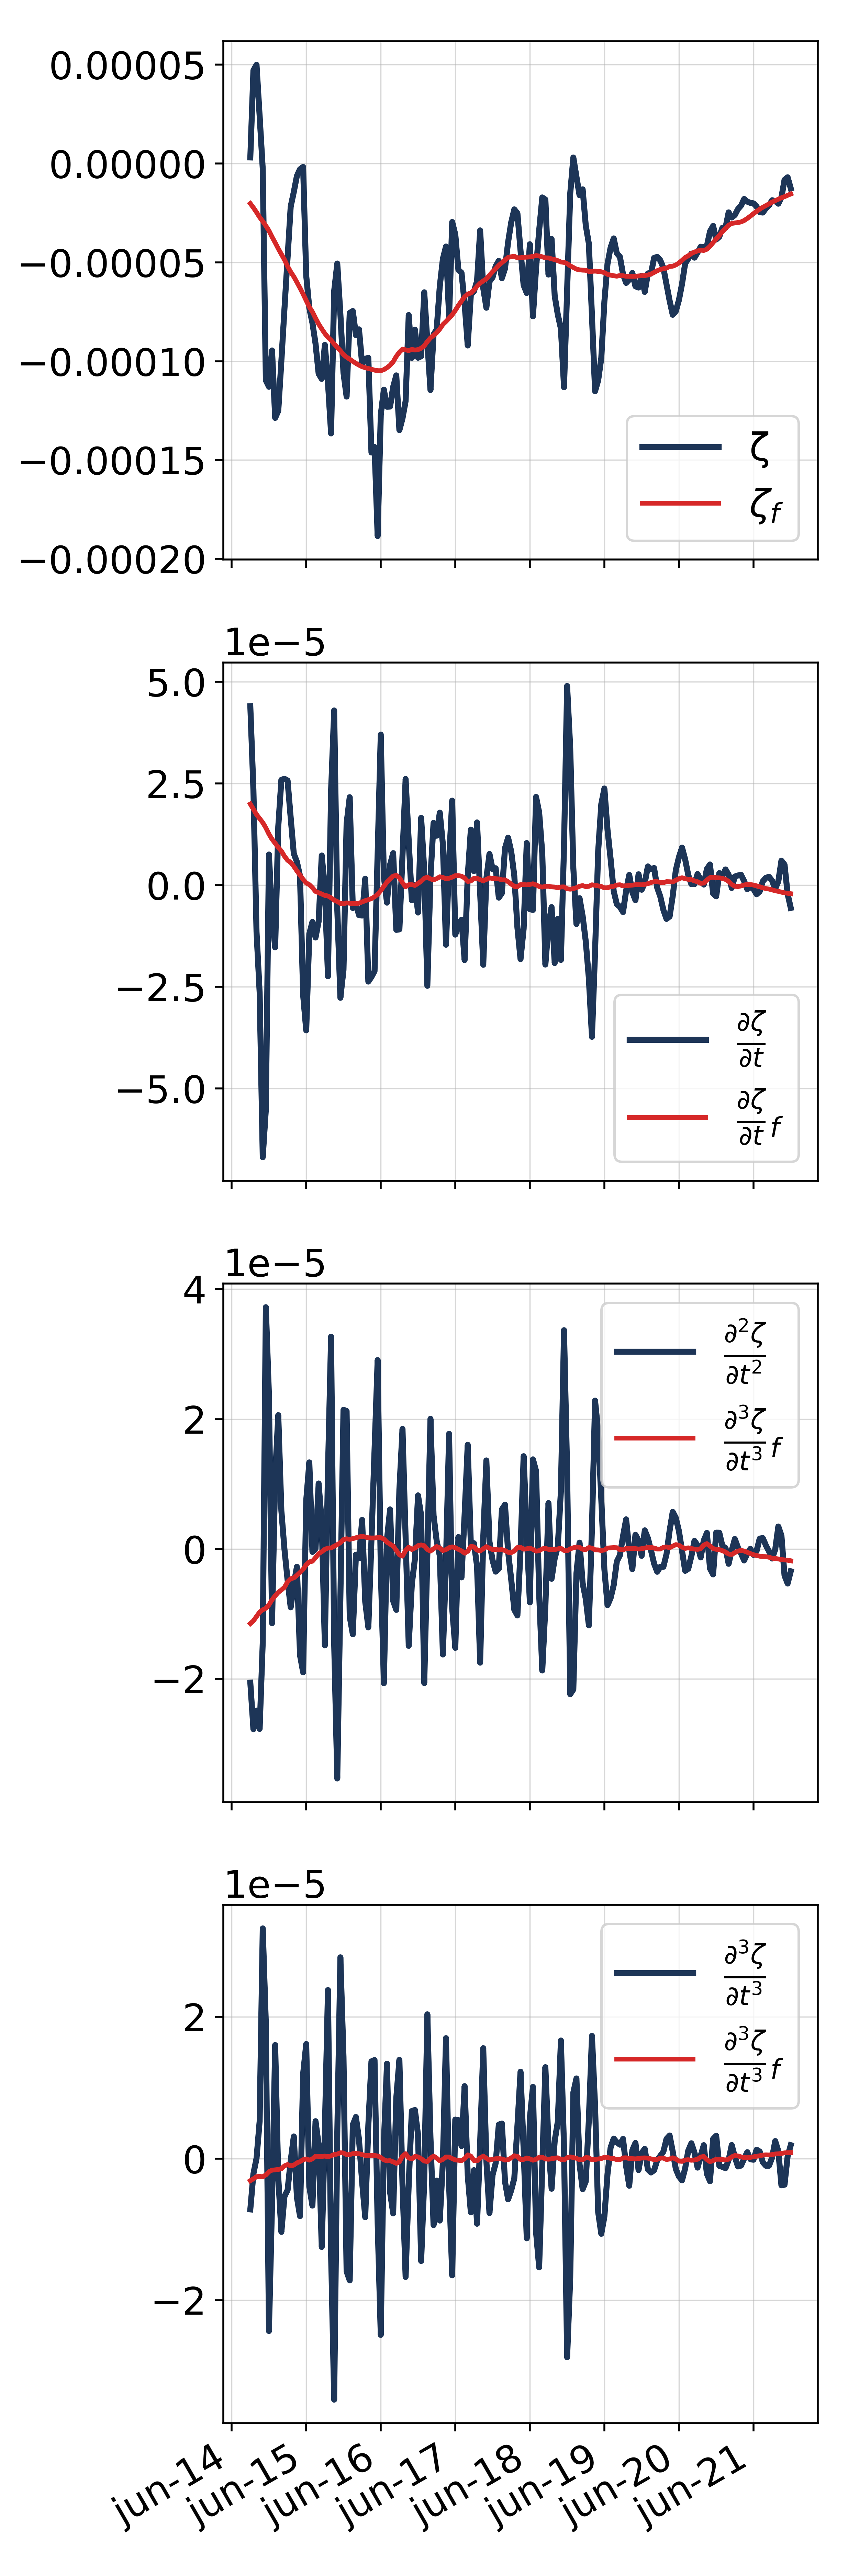 0.00005
0.00000
−0.00005
−0.00010
−0.00015
−0.00020
ζ
ζ_f
1e−5
5.0
2.5
0.0
−2.5
−5.0
∂ζ/∂t
∂ζ/∂t f
1e−5
4
2
0
−2
∂²ζ/∂t²
∂³ζ/∂t³ f
1e−5
2
0
−2
∂³ζ/∂t³
∂³ζ/∂t³ f
jun-14 jun-15 jun-16 jun-17 jun-18 jun-19 jun-20 jun-21